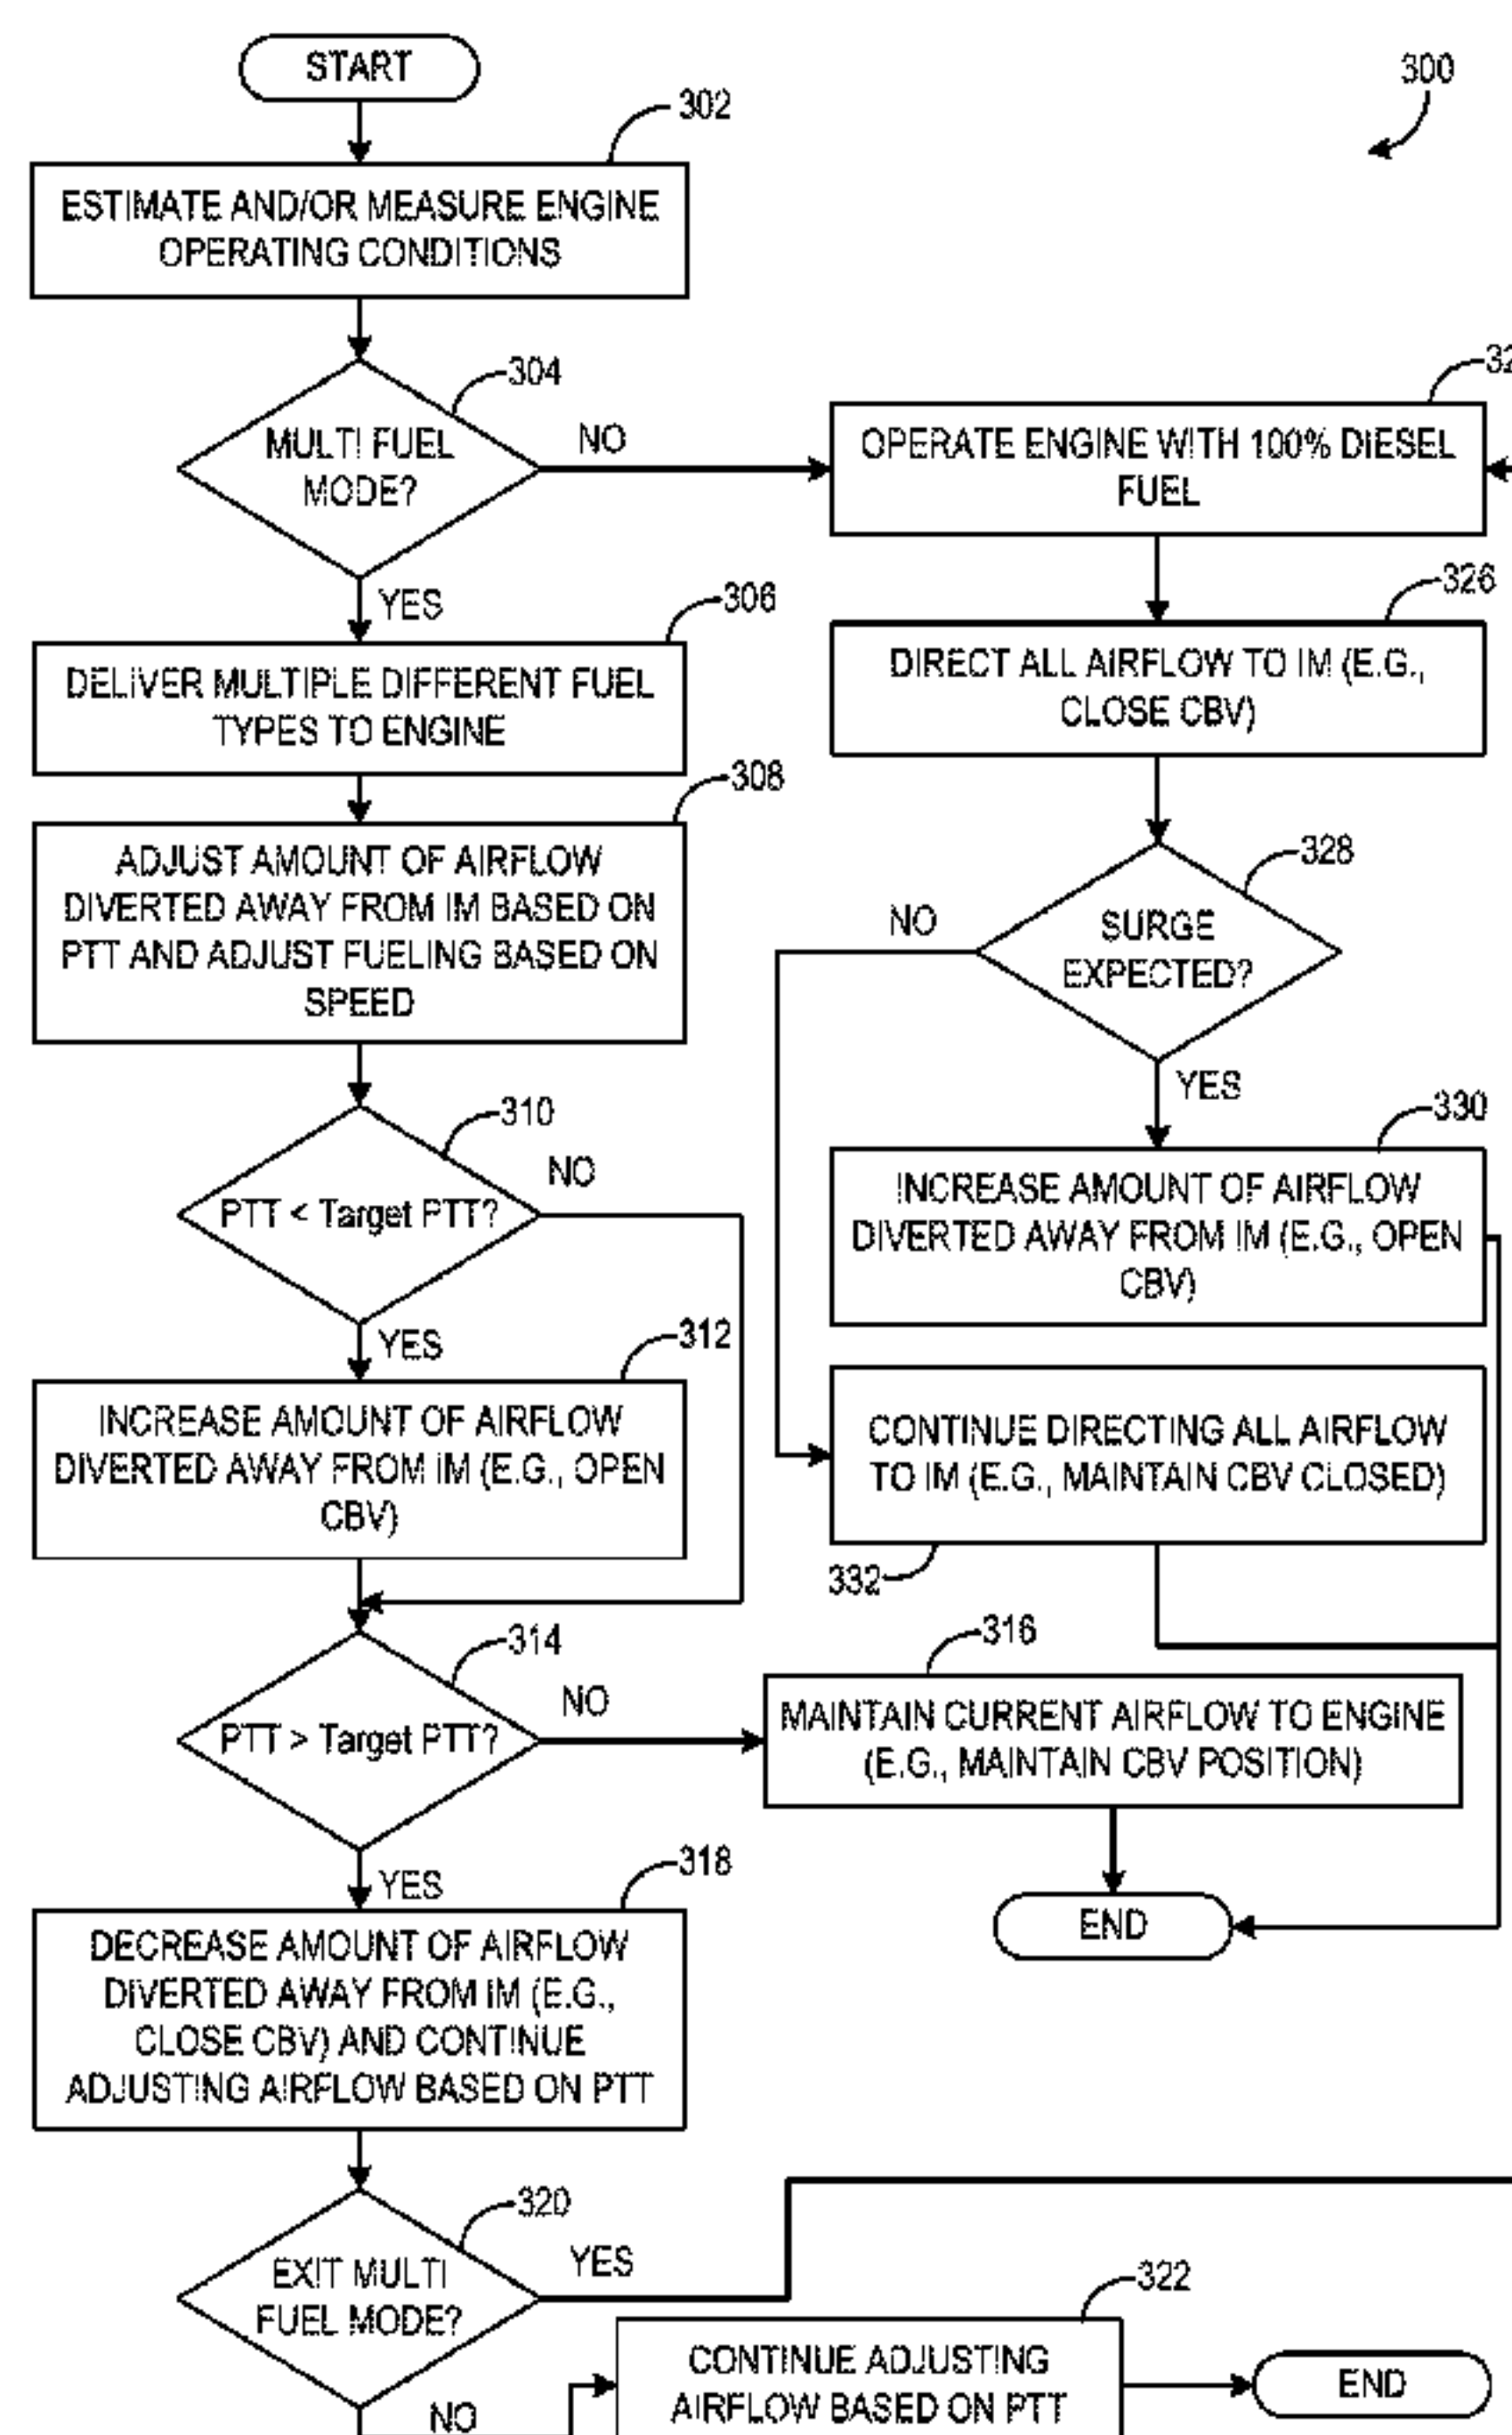 START
300
302
ESTIMATE AND/OR MEASURE ENGINE
OPERATING CONDITIONS
304
MULTI FUEL
MODE?
NO
YES
OPERATE ENGINE WITH 100% DIESEL
FUEL
306
DELIVER MULTIPLE DIFFERENT FUEL
TYPES TO ENGINE
326
DIRECT ALL AIRFLOW TO IM (E.G.,
CLOSE CBV)
308
ADJUST AMOUNT OF AIRFLOW
DIVERTED AWAY FROM IM BASED ON
PTT AND ADJUST FUELING BASED ON
SPEED
328
SURGE
EXPECTED?
NO
YES
310
PTT < Target PTT?
NO
YES
330
INCREASE AMOUNT OF AIRFLOW
DIVERTED AWAY FROM IM (E.G., OPEN
CBV)
312
INCREASE AMOUNT OF AIRFLOW
DIVERTED AWAY FROM IM (E.G., OPEN
CBV)
CONTINUE DIRECTING ALL AIRFLOW
TO IM (E.G., MAINTAIN CBV CLOSED)
332
314
PTT > Target PTT?
NO
YES
316
MAINTAIN CURRENT AIRFLOW TO ENGINE
(E.G., MAINTAIN CBV POSITION)
END
318
DECREASE AMOUNT OF AIRFLOW
DIVERTED AWAY FROM IM (E.G.,
CLOSE CBV) AND CONTINUE
ADJUSTING AIRFLOW BASED ON PTT
320
EXIT MULTI
FUEL MODE?
YES
NO
322
CONTINUE ADJUSTING
AIRFLOW BASED ON PTT
END